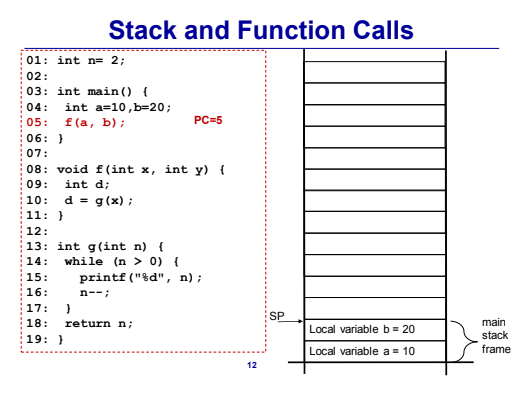 Stack and Function Calls
01: int n= 2;
02:
03: int main() {
04:  int a=10,b=20;
05:  f(a, b);
PC=5
06: }
07:
08: void f(int x, int y) {
09:  int d;
10:  d = g(x);
11: }
12:
13: int g(int n) {
14:  while (n > 0) {
15:    printf("%d", n);
16:    n--;
17:  }
18:  return n;
19: }
SP
Local variable b = 20
Local variable a = 10
main
stack
frame
12